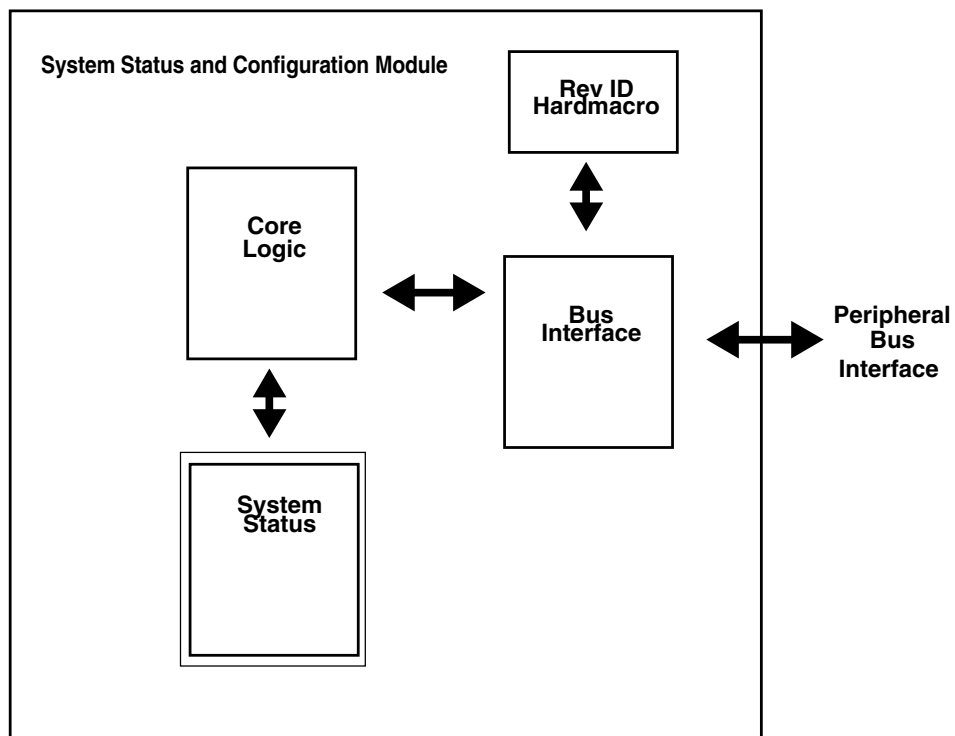 System Status and Configuration Module
Rev ID
Hardmacro
Core
Logic
Bus
Interface
Peripheral
Bus
Interface
System
Status